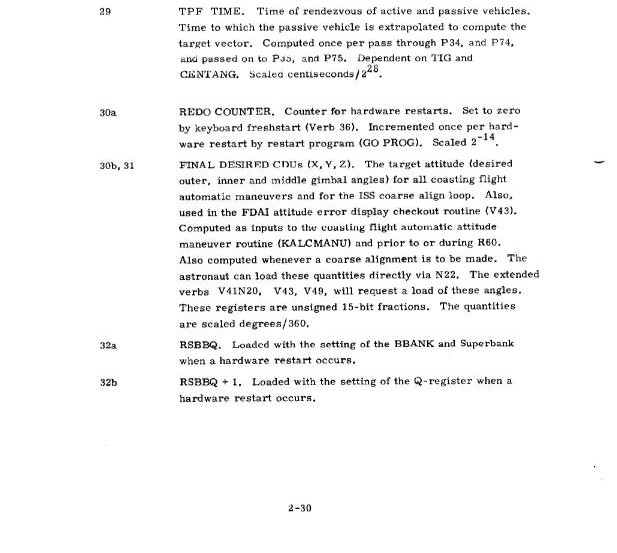 29 TPF TIME. Time of rendezvous of active and passive vehicles.
Time to which the passive vehicle is extrapolated to compute the
target vector. Computed once per pass through P34, and P74,
and passed on to P35, and P75. Dependent on TIG and
CENTANG. Scaled centiseconds/2^28.
30a REDO COUNTER. Counter for hardware restarts. Set to zero
by keyboard freshstart (Verb 36). Incremented once per hard-
ware restart by restart program (GO PROG). Scaled 2^-14.
30b, 31 FINAL DESIRED CDUs (X, Y, Z). The target attitude (desired
outer, inner and middle gimbal angles) for all coasting flight
automatic maneuvers and for the ISS coarse align loop. Also,
used in the FDAI attitude error display checkout routine (V43).
Computed as inputs to the coasting flight automatic attitude
maneuver routine (KALCMANU) and prior to or during R60.
Also computed whenever a coarse alignment is to be made. The
astronaut can load these quantities directly via N22. The extended
verbs V41N20, V43, V49, will request a load of these angles.
These registers are unsigned 15-bit fractions. The quantities
are scaled degrees/360.
32a RSBBQ. Loaded with the setting of the BBANK and Superbank
when a hardware restart occurs.
32b RSBBQ + 1. Loaded with the setting of the Q-register when a
hardware restart occurs.
2-30